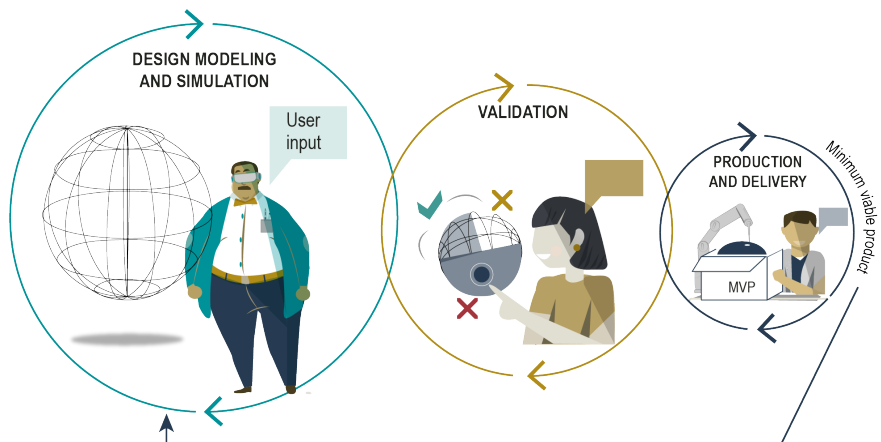 DESIGN MODELING
AND SIMULATION
User
input
VALIDATION
PRODUCTION
AND DELIVERY
Minimum viable product
MVP